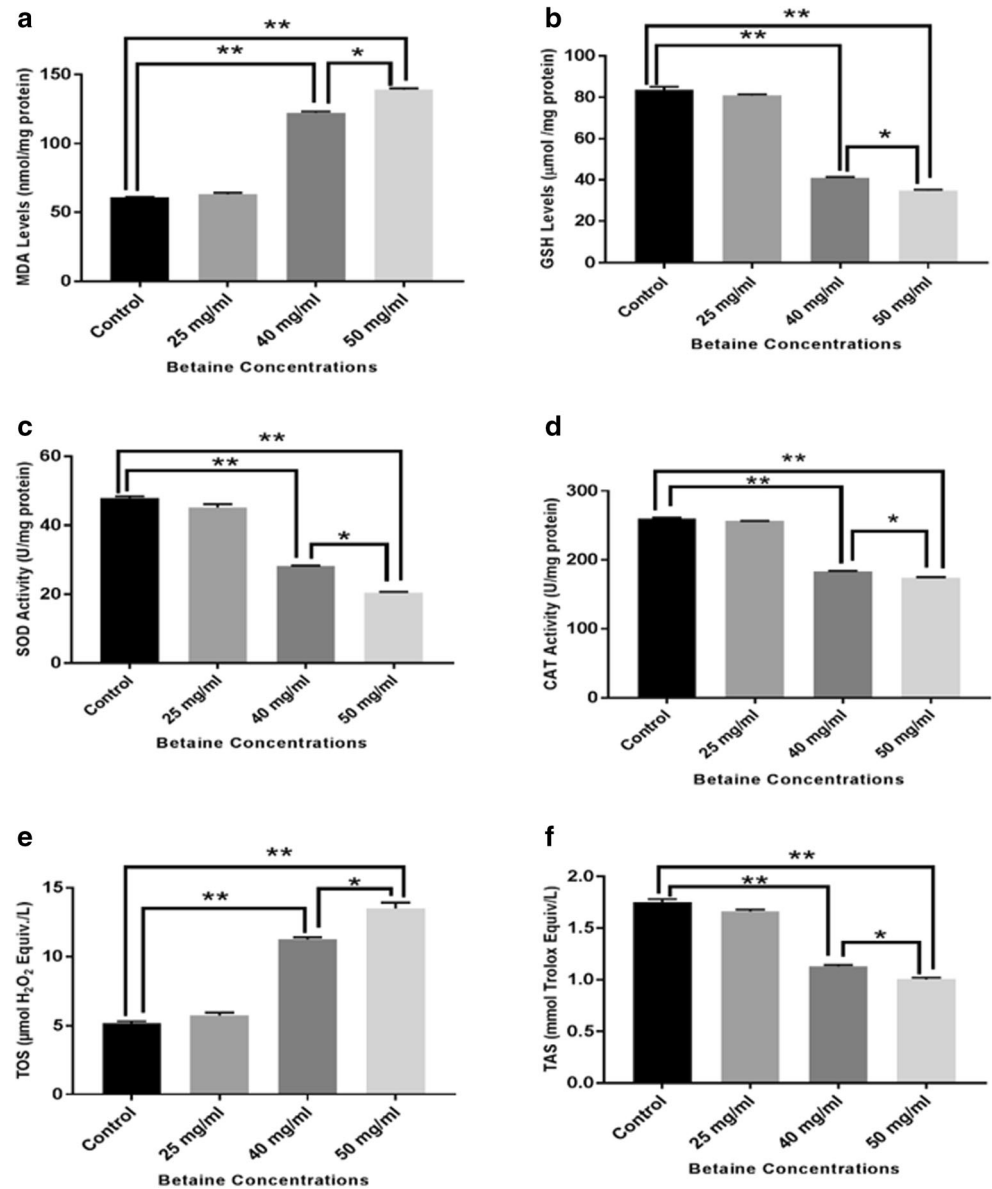 a
**
**
*
MDA Levels (nmol/mg protein)
150
100
50
0
Control
25 mg/ml
40 mg/ml
50 mg/ml
Betaine Concentrations
b
**
**
*
GSH Levels (µmol /mg protein)
100
80
60
40
20
0
Control
25 mg/ml
40 mg/ml
50 mg/ml
Betaine Concentrations
c
**
**
*
SOD Activity (U/mg protein)
60
40
20
0
Control
25 mg/ml
40 mg/ml
50 mg/ml
Betaine Concentrations
d
**
**
*
CAT Activity (U/mg protein)
300
200
100
0
Control
25 mg/ml
40 mg/ml
50 mg/ml
Betaine Concentrations
e
**
**
*
TOS (µmol H₂O₂ Equiv./L)
15
10
5
0
Control
25 mg/ml
40 mg/ml
50 mg/ml
Betaine Concentrations
f
**
**
*
TAS (mmol Trolox Equiv/L)
2.0
1.5
1.0
0.5
0.0
Control
25 mg/ml
40 mg/ml
50 mg/ml
Betaine Concentrations